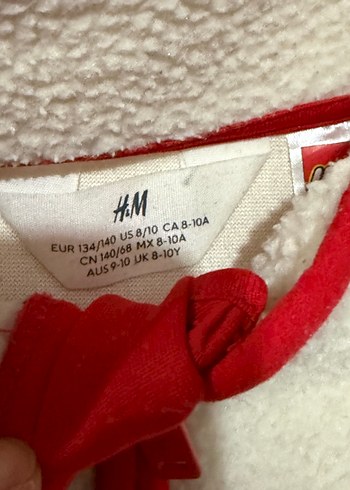 H&M
EUR 134/140 US 8/10 CA 8-10A
CN 140/68 MX 8-10A
AUS 9-10 UK 8-10Y